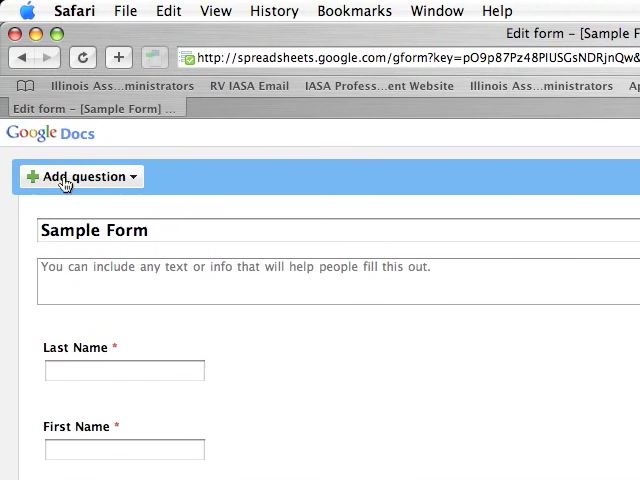 Safari File Edit View History Bookmarks Window Help
Edit form – [Sample F
http://spreadsheets.google.com/gform?key=pO9p87Pz48PIUSGsNDRjnQw&
Illinois Ass...ministrators RV IASA Email IASA Profess...ent Website Illinois Ass...ministrators Ap
Edit form – [Sample Form] ...
Google Docs
Add question
Sample Form
You can include any text or info that will help people fill this out.
Last Name *
First Name *